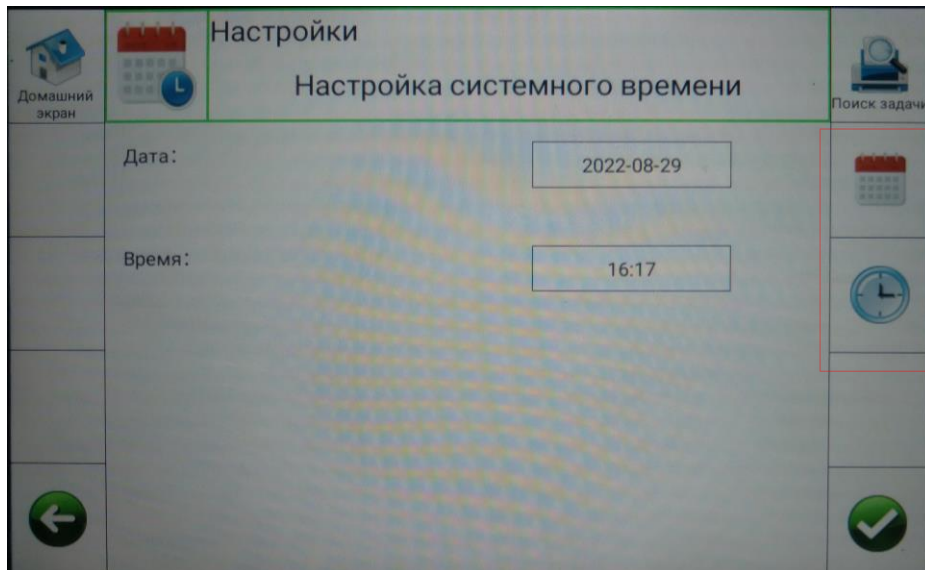 Настройки
Настройка системного времени
Домашний
экран
Поиск задачи
Дата:
2022-08-29
Время:
16:17